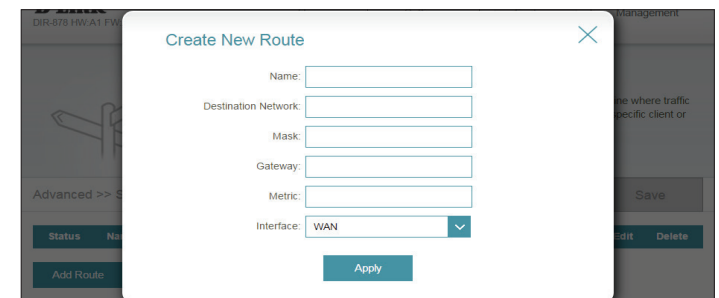 DIR-878 HW:A1 FW:
Management
Create New Route
Name:
Destination Network:
Mask:
Gateway:
Metric:
Interface: WAN
Apply
ne where traffic
pecific client or
Advanced >> S
Save
Status Na
Edit Delete
Add Route